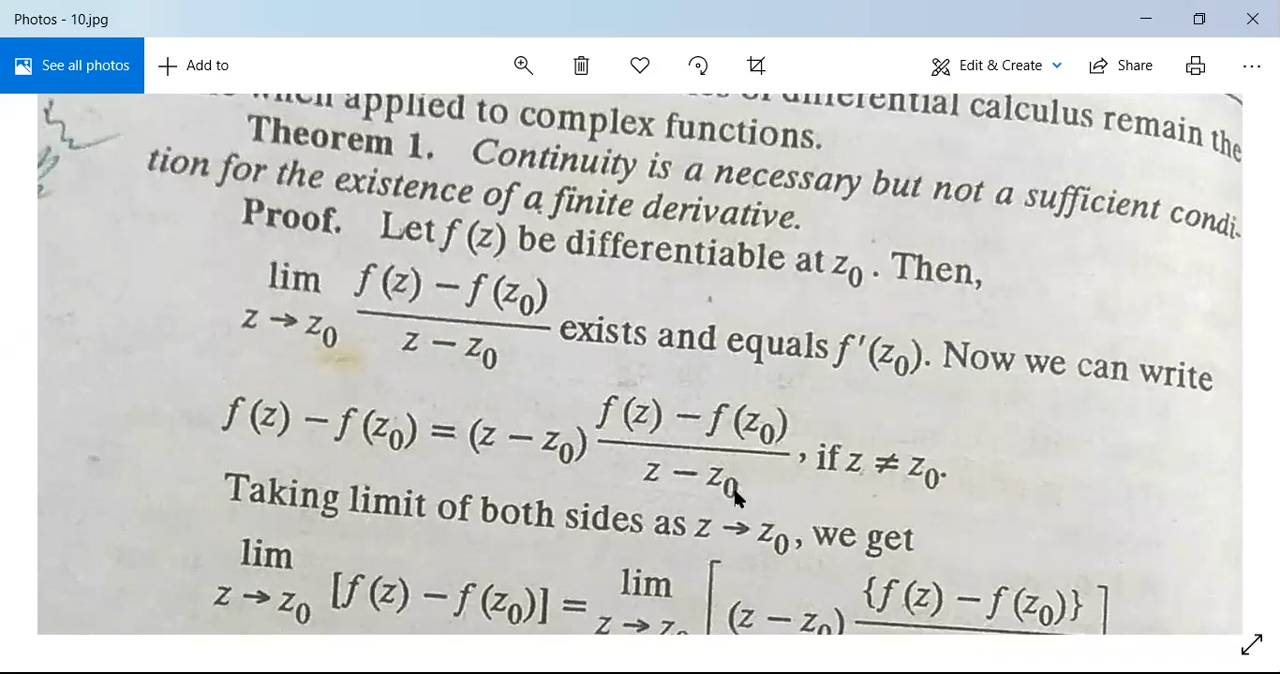 Photos - 10.jpg
See all photos
Add to
Edit & Create
Share
differential calculus remain the
when applied to complex functions.
Theorem 1. Continuity is a necessary but not a sufficient condi-
tion for the existence of a finite derivative.
Proof. Let f (z) be differentiable at z₀ . Then,
lim z → z₀ f (z) − f (z₀) / z − z₀ exists and equals f ′(z₀). Now we can write
f (z) − f (z₀) = (z − z₀) f (z) − f (z₀) / z − z₀ , if z ≠ z₀.
Taking limit of both sides as z → z₀, we get
lim z → z₀ [f (z) − f (z₀)] = lim z → z₀ [ (z − z₀) {f (z) − f (z₀)} ]